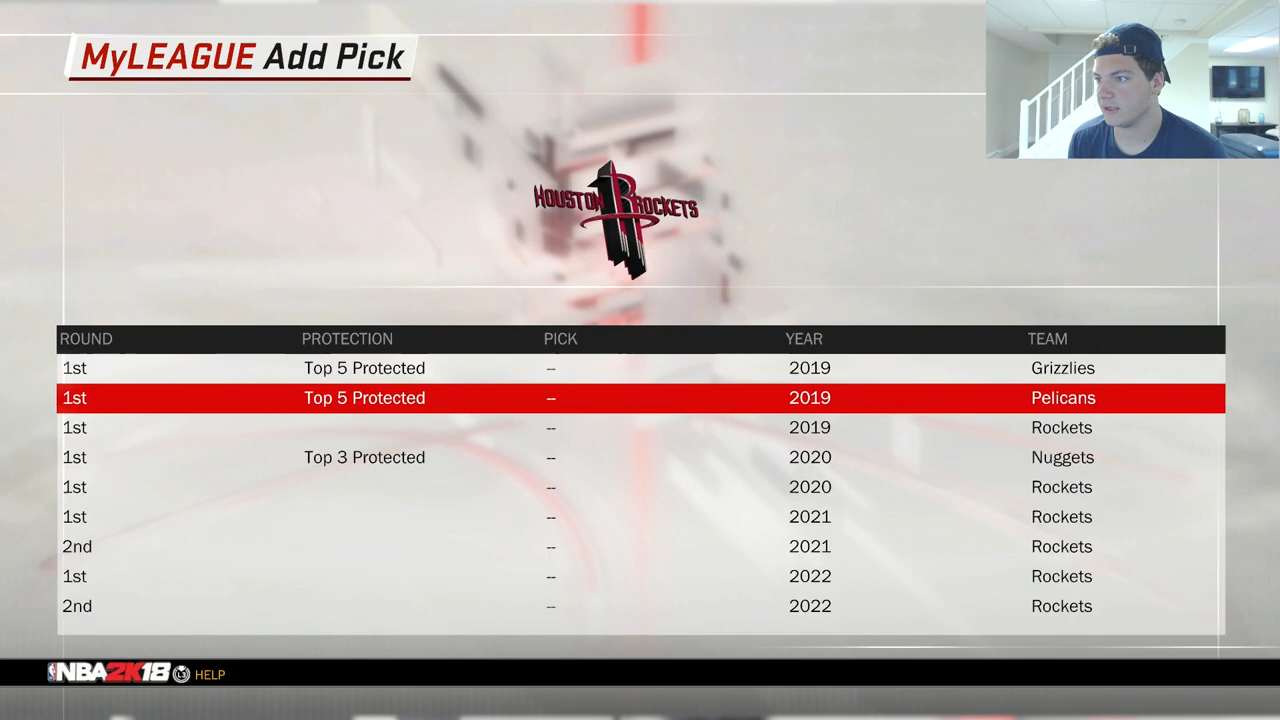 MyLEAGUE Add Pick
HOUSTON ROCKETS
ROUND PROTECTION PICK YEAR TEAM
1st Top 5 Protected -- 2019 Grizzlies
1st Top 5 Protected -- 2019 Pelicans
1st -- 2019 Rockets
1st Top 3 Protected -- 2020 Nuggets
1st -- 2020 Rockets
1st -- 2021 Rockets
2nd -- 2021 Rockets
1st -- 2022 Rockets
2nd -- 2022 Rockets
NBA2K18 HELP